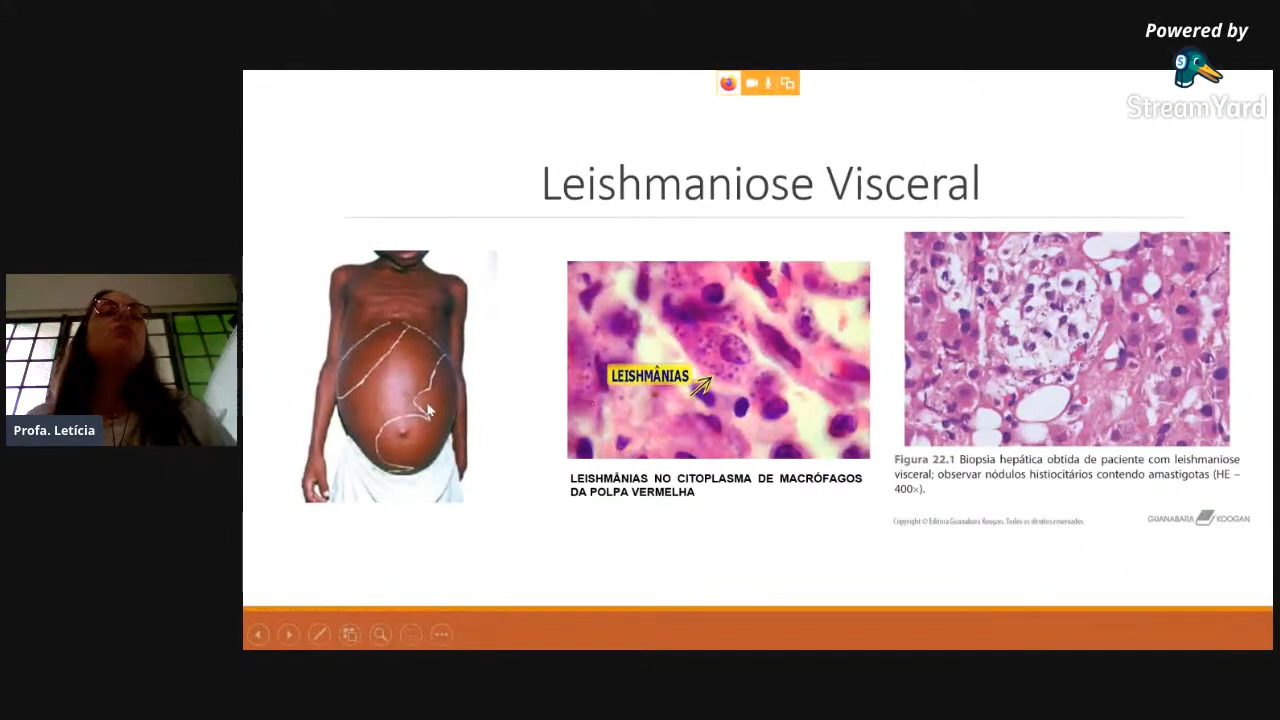 Powered by
StreamYard
Leishmaniose Visceral
LEISHMÂNIAS
LEISHMÂNIAS NO CITOPLASMA DE MACRÓFAGOS
DA POLPA VERMELHA
Figura 22.1 Biopsia hepática obtida de paciente com leishmaniose
visceral; observar nódulos histiocitários contendo amastigotas (HE –
400×).
Copyright © Editora Guanabara Koogan. Todos os direitos reservados
GUANABARA KOOGAN
Profa. Letícia